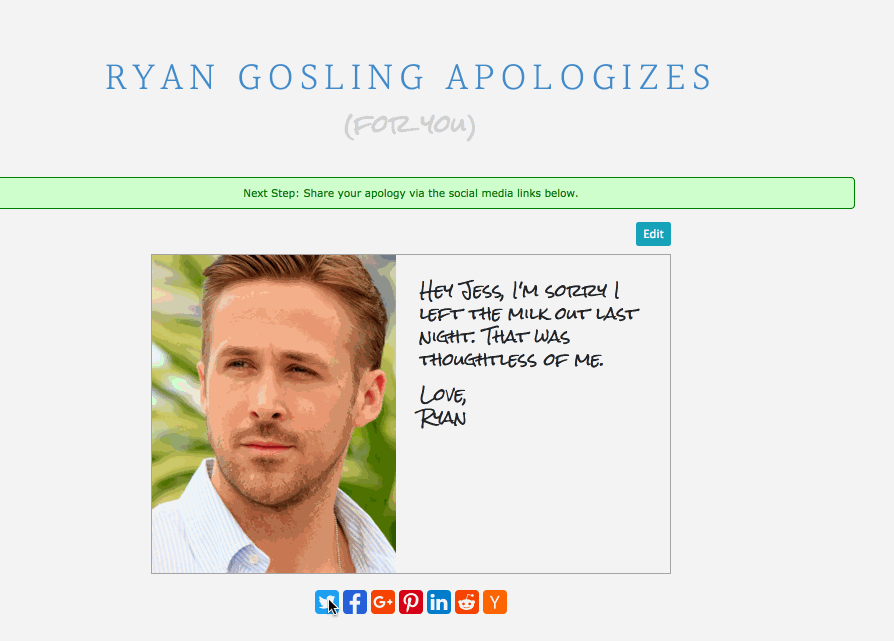 RYAN GOSLING APOLOGIZES
(FOR YOU)
Next Step: Share your apology via the social media links below.
Edit
HEY JESS, I'M SORRY I
LEFT THE MILK OUT LAST
NIGHT. THAT WAS
THOUGHTLESS OF ME.
LOVE,
RYAN
f G+ in Y